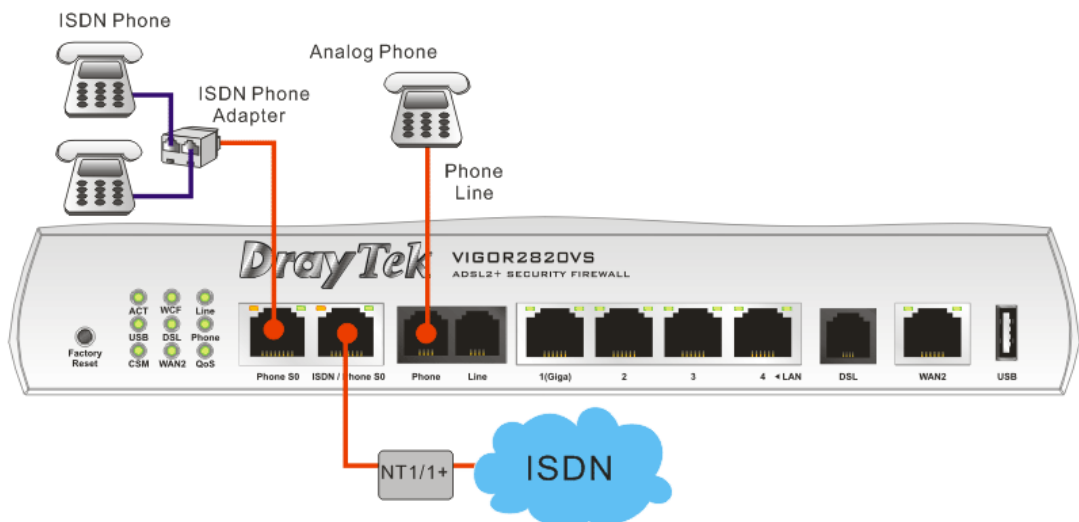 ISDN Phone
Analog Phone
ISDN Phone
Adapter
Phone
Line
DrayTek
VIGOR2820VS
ADSL2+ SECURITY FIREWALL
ACT WCF Line
USB DSL Phone
CSM WAN2 QoS
Factory
Reset
Phone S0
ISDN / Phone S0
Phone
Line
1(Giga)
2
3
4 ◄ LAN
DSL
WAN2
USB
NT1/1+
ISDN